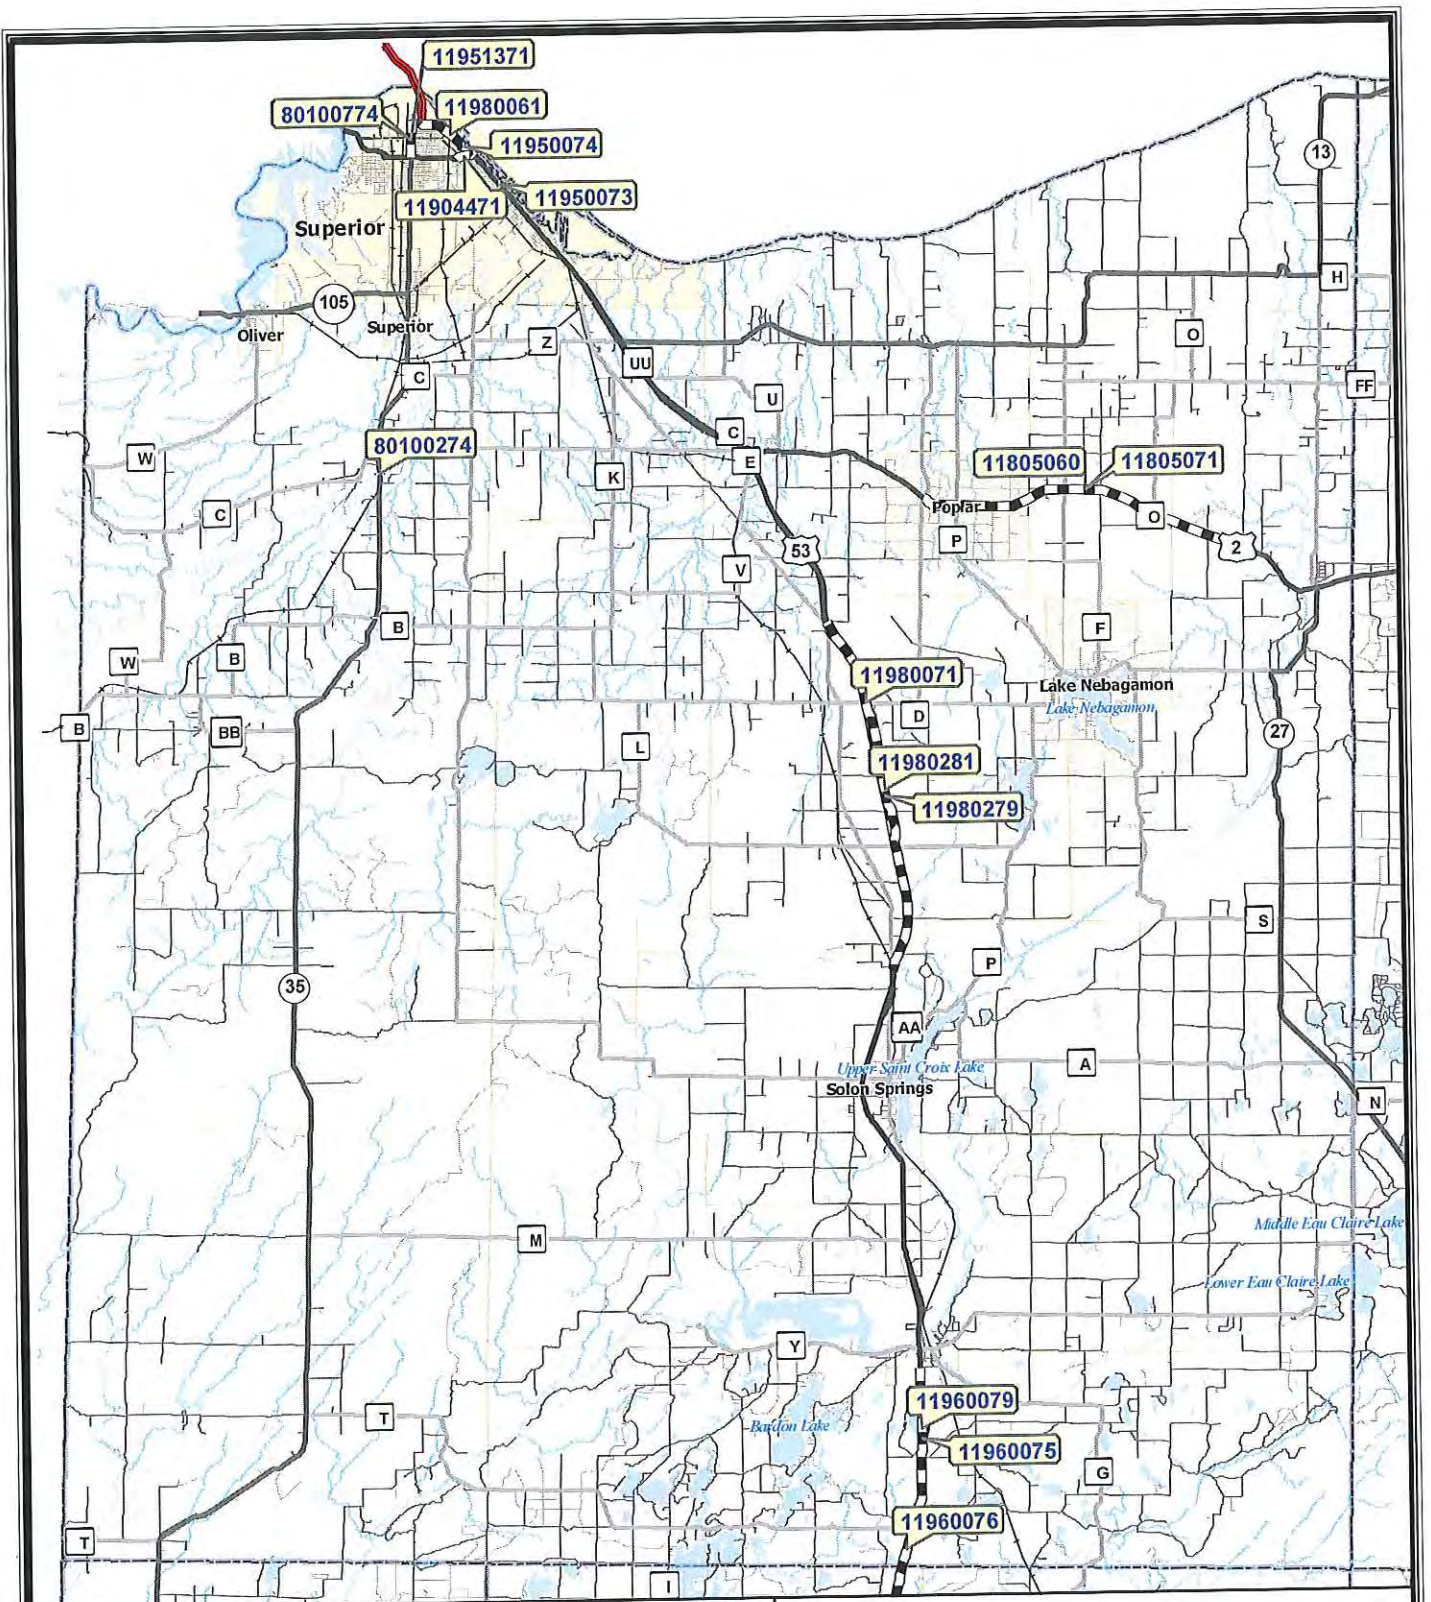 11951371
80100774
11980061
11950074
13
11950073
11904471
Superior
H
105
Superior
Oliver
Z
O
UU
C
FF
U
C
80100274
W
E
11805060
11805071
K
Poplar
C
O
P
53
2
V
B
F
B
W
11980071
Lake Nebagamon
Lake Nebagamon
D
B
BB
27
L
11980281
11980279
S
P
35
AA
Upper Saint Croix Lake
A
Solon Springs
N
Middle Eau Claire Lake
M
Lower Eau Claire Lake
Y
11960079
T
Bardon Lake
11960075
G
11960076
T
I